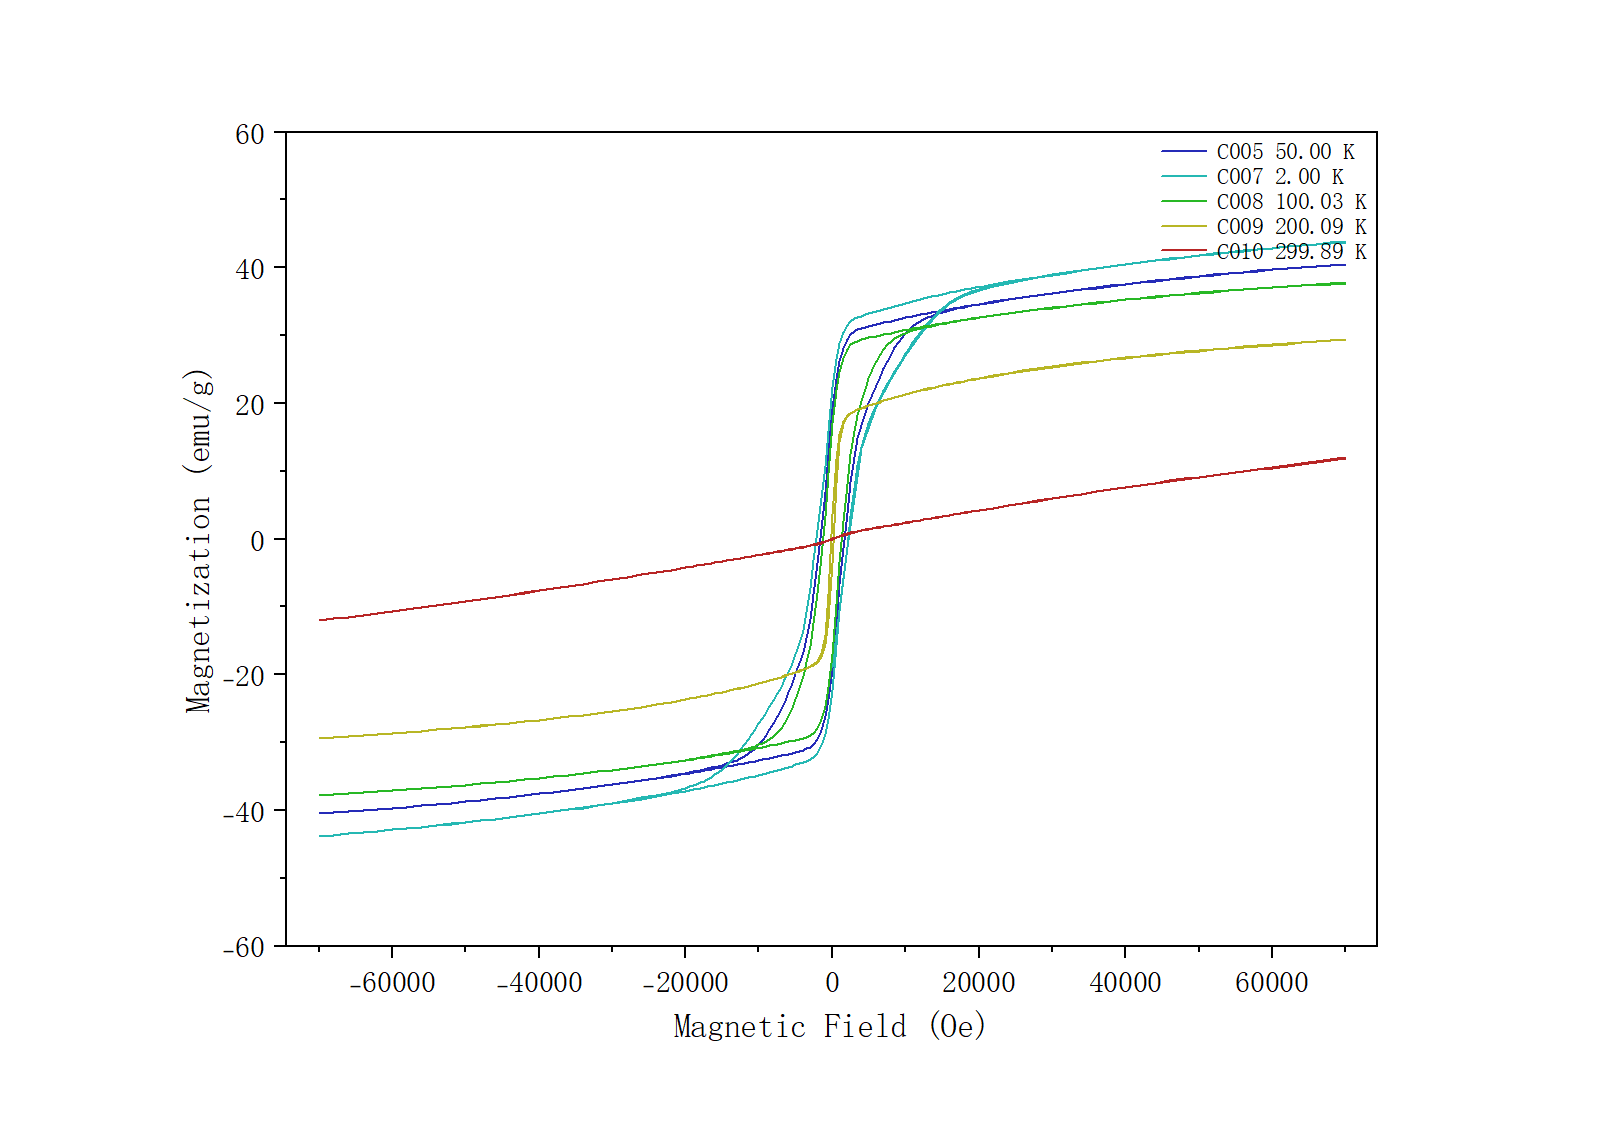 60
40
20
0
-20
-40
-60
Magnetization (emu/g)
C005 50.00 K
C007 2.00 K
C008 100.03 K
C009 200.09 K
C010 299.89 K
-60000 -40000 -20000 0 20000 40000 60000
Magnetic Field (Oe)